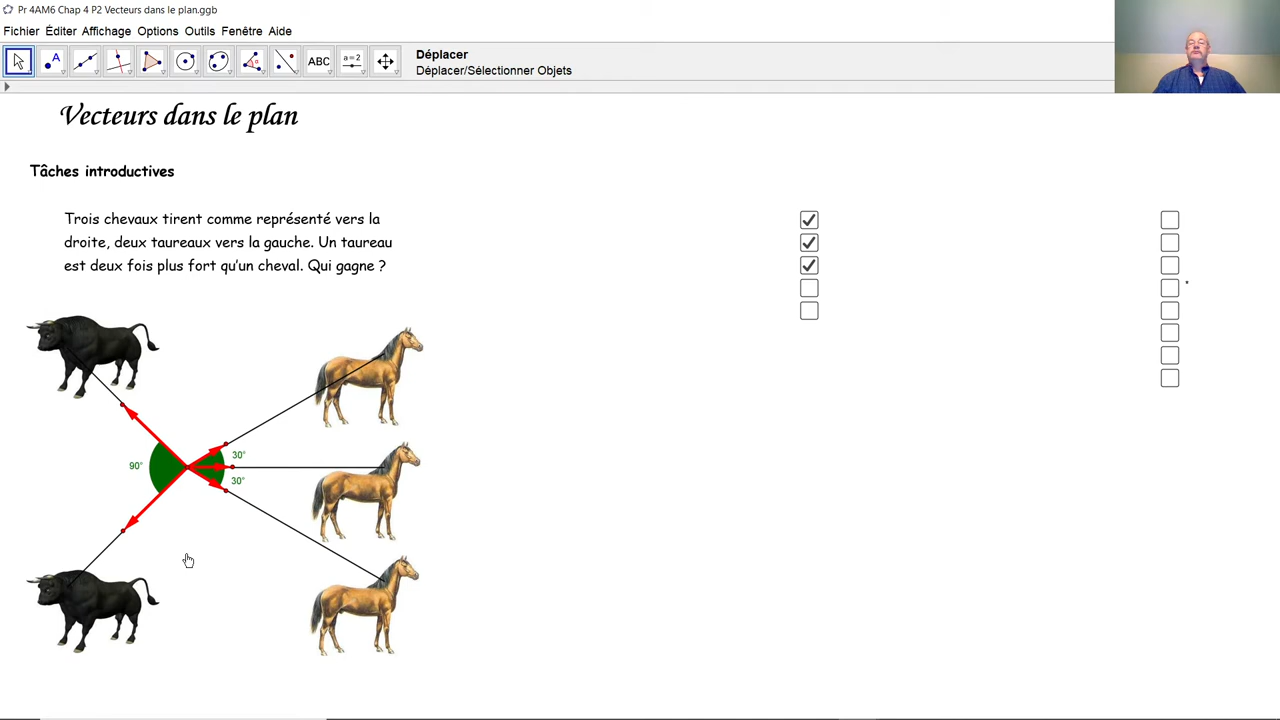 Pr 4AM6 Chap 4 P2 Vecteurs dans le plan.ggb
Fichier Éditer Affichage Options Outils Fenêtre Aide
A
ABC
a=2
Déplacer
Déplacer/Sélectionner Objets
Vecteurs dans le plan
Tâches introductives
Trois chevaux tirent comme représenté vers la
droite, deux taureaux vers la gauche. Un taureau
est deux fois plus fort qu'un cheval. Qui gagne ?
90°
30°
30°